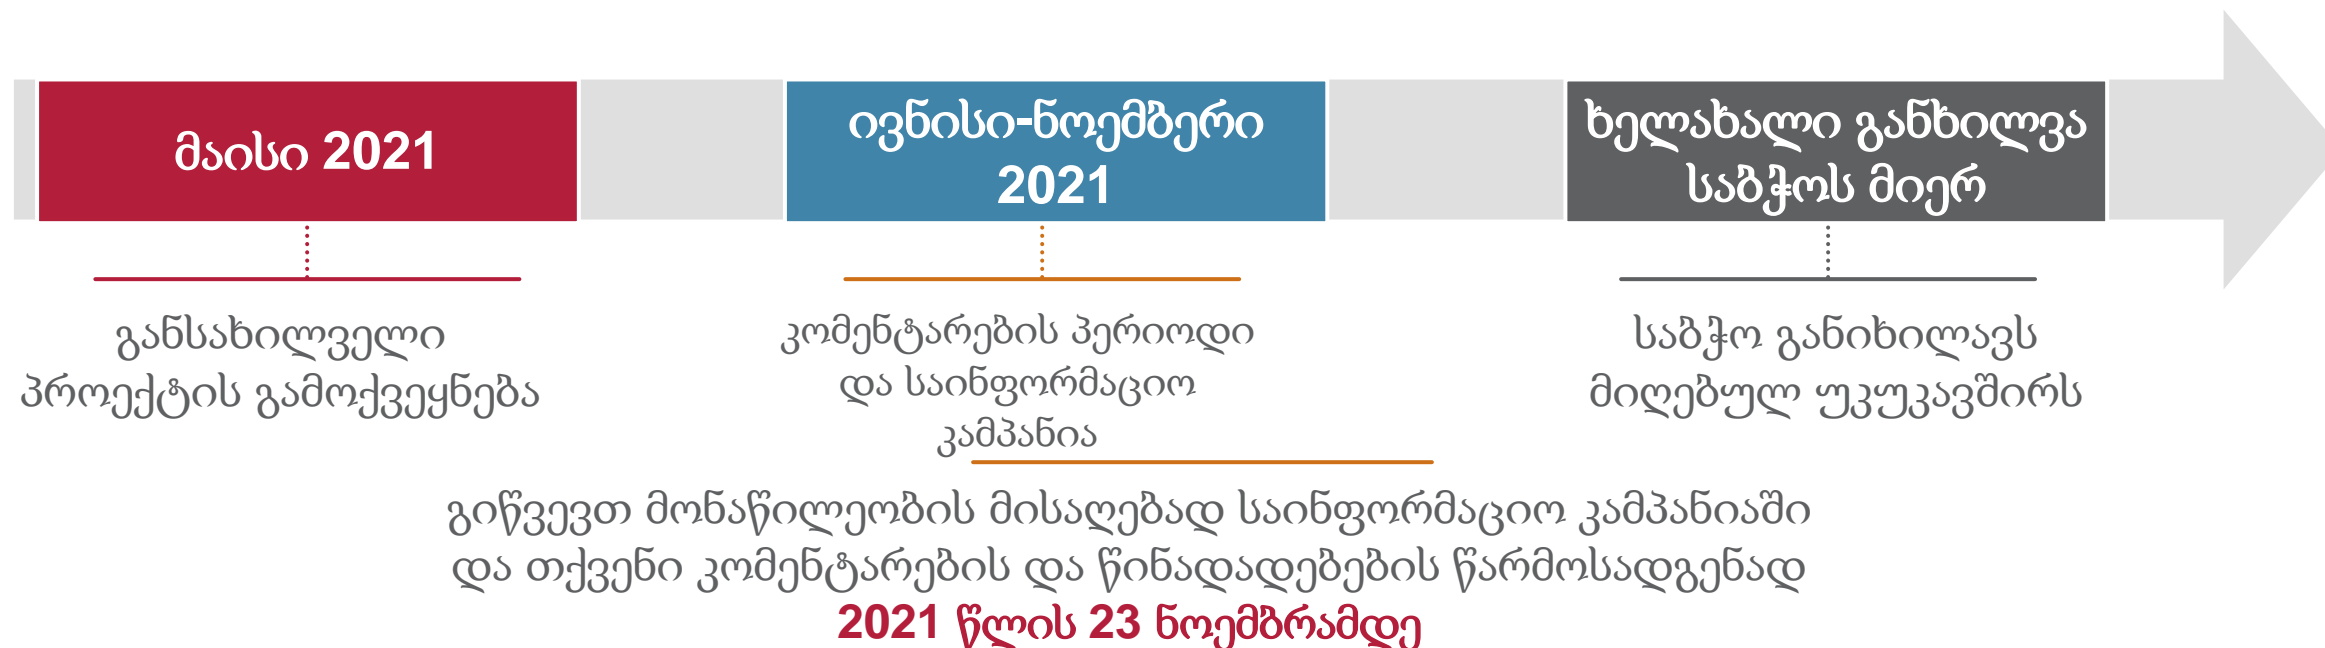 მაისი 2021
განსახილველი
პროექტის გამოქვეყნება
ივნისი-ნოემბერი
2021
კომენტარების პერიოდი
და საინფორმაციო
კამპანია
ხელახალი განხილვა
საბჭოს მიერ
საბჭო განიხილავს
მიღებულ უკუკავშირს
გიწვევთ მონაწილეობის მისაღებად საინფორმაციო კამპანიაში
და თქვენი კომენტარების და წინადადებების წარმოსადგენად
2021 წლის 23 ნოემბრამდე